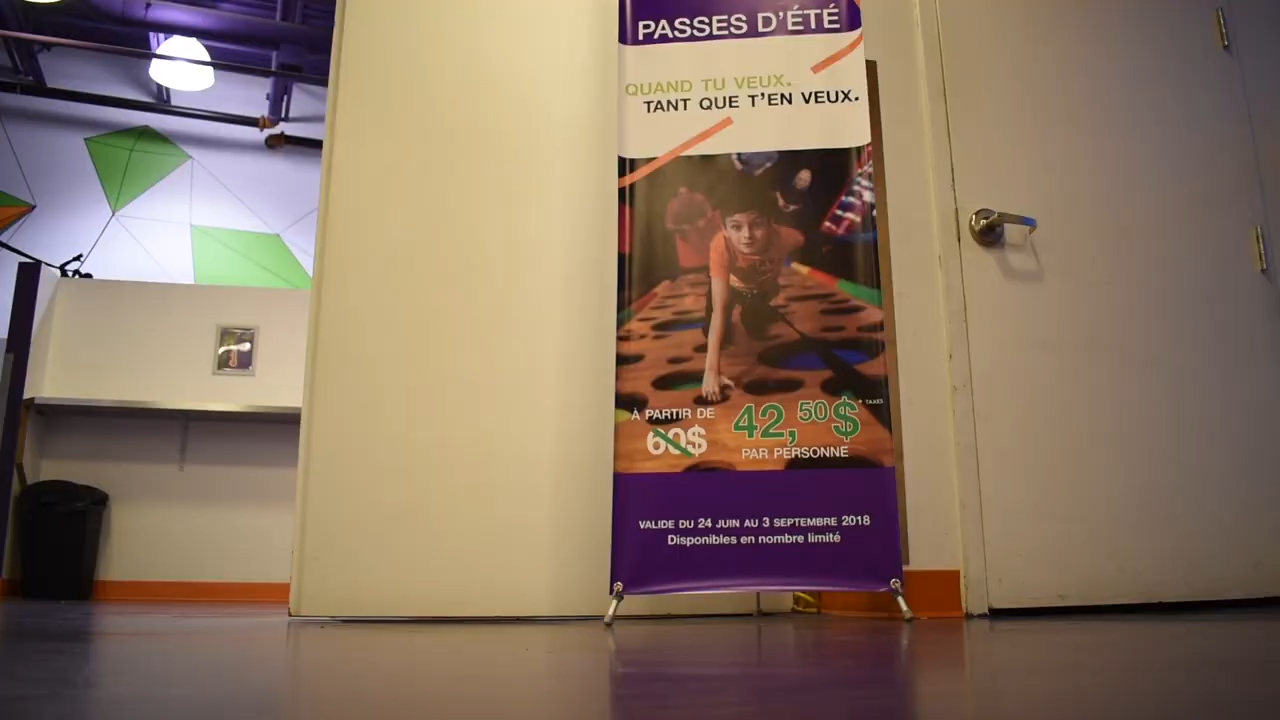 PASSES D'ÉTÉ
QUAND TU VEUX.
TANT QUE T'EN VEUX.
À PARTIR DE
60$
42,50$
+ TAXES
PAR PERSONNE
VALIDE DU 24 JUIN AU 3 SEPTEMBRE 2018
Disponibles en nombre limité